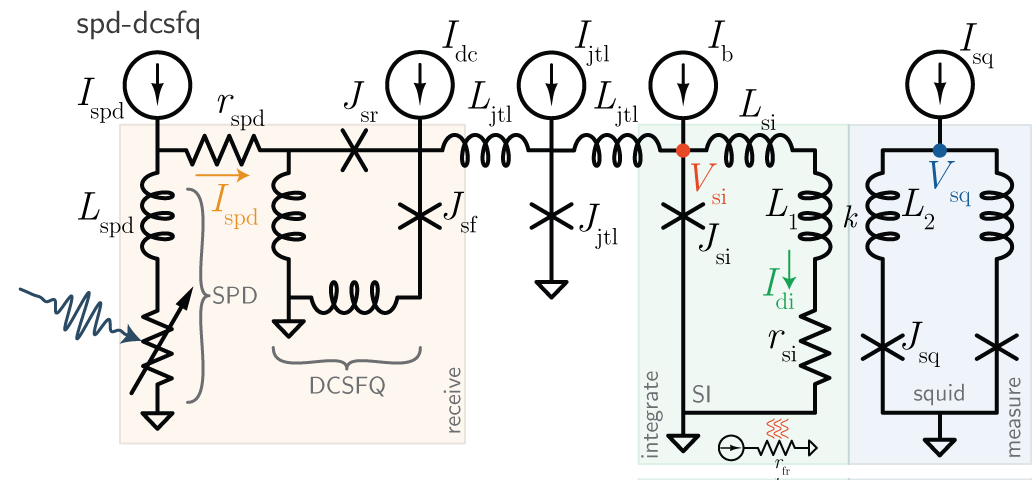 spd-dcsfq
I_spd
r_spd
J_sr
I_dc
L_jtl
I_jtl
L_jtl
I_b
L_si
I_sq
I_spd
L_spd
SPD
J_sf
DCSFQ
receive
J_jtl
V_si
J_si
L_1
k
L_2
V_sq
I_di
r_si
SI
integrate
r_fr
J_sq
squid
measure